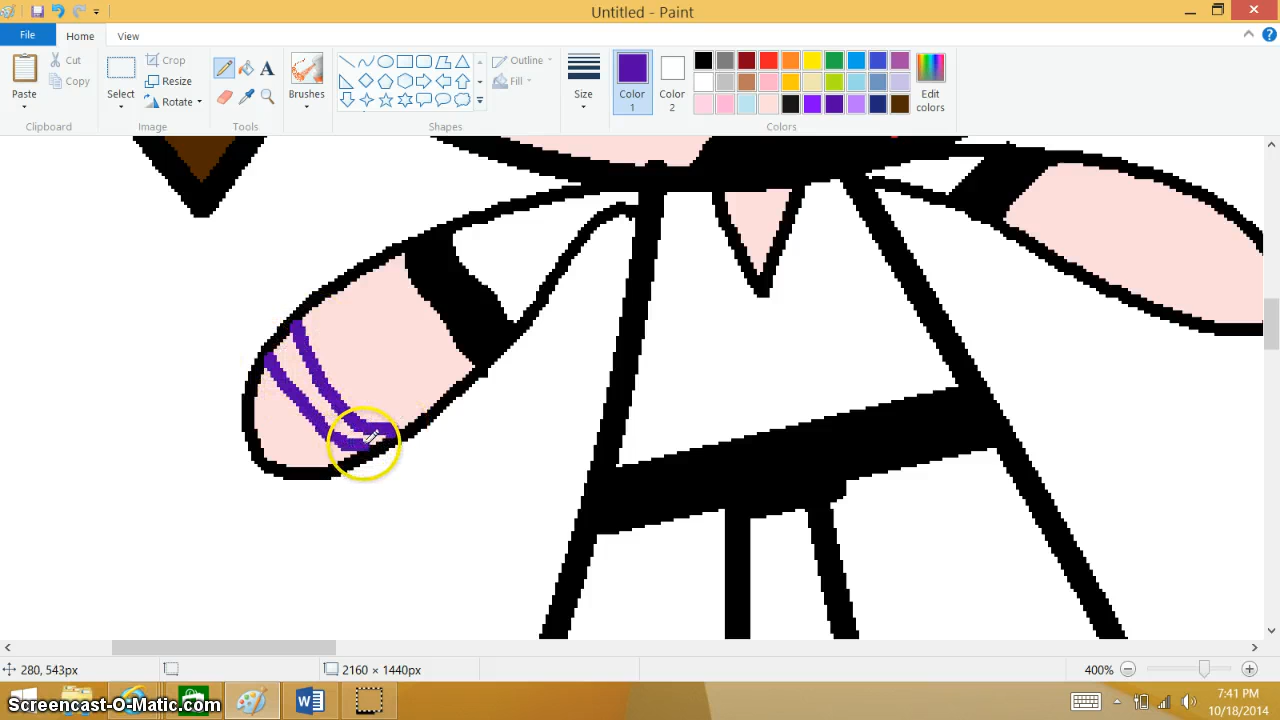 Untitled - Paint
File Home View
Paste
Cut
Copy
Clipboard
Select
Crop
Resize
Rotate
Image
A
Tools
Brushes
Outline
Fill
Shapes
Size
Color 1
Color 2
Edit colors
Colors
280, 543px
2160 × 1440px
400%
Screencast-O-Matic.com
7:41 PM
10/18/2014